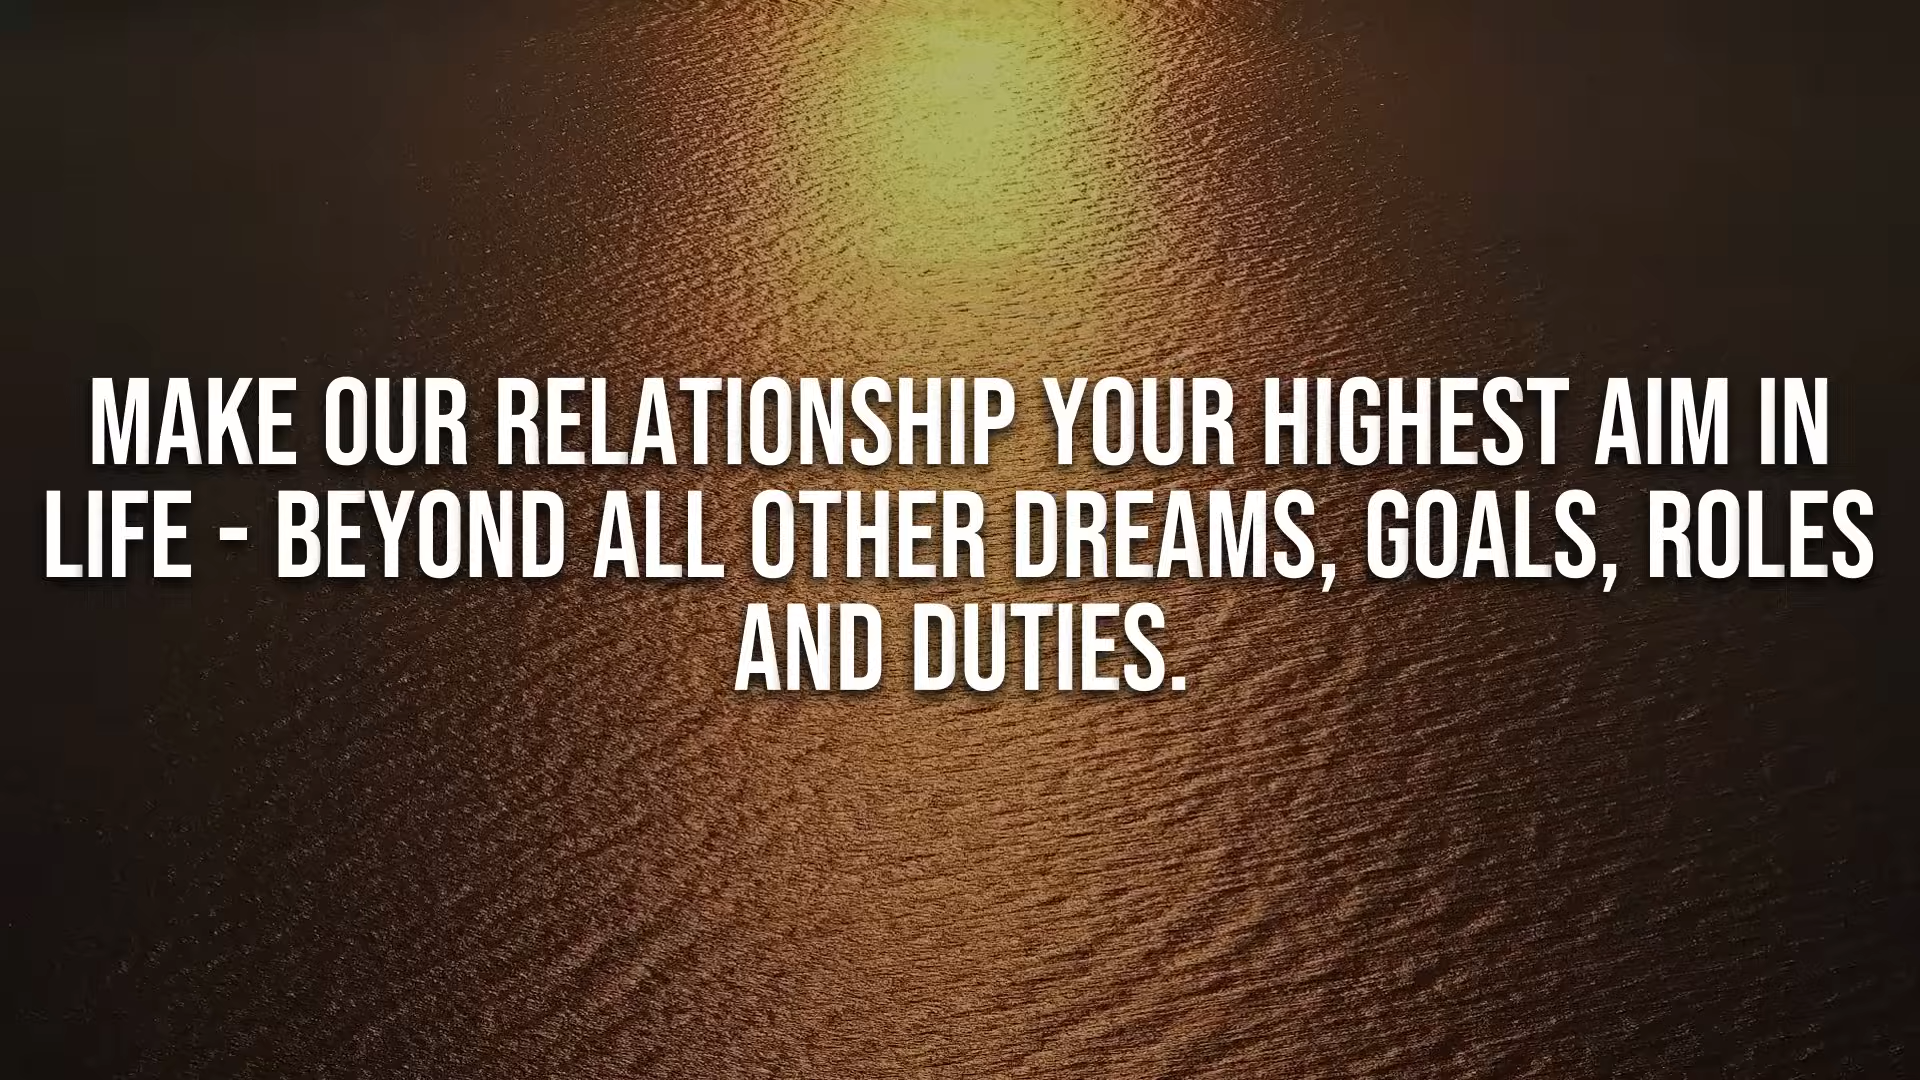 MAKE OUR RELATIONSHIP YOUR HIGHEST AIM IN
LIFE - BEYOND ALL OTHER DREAMS, GOALS, ROLES
AND DUTIES.